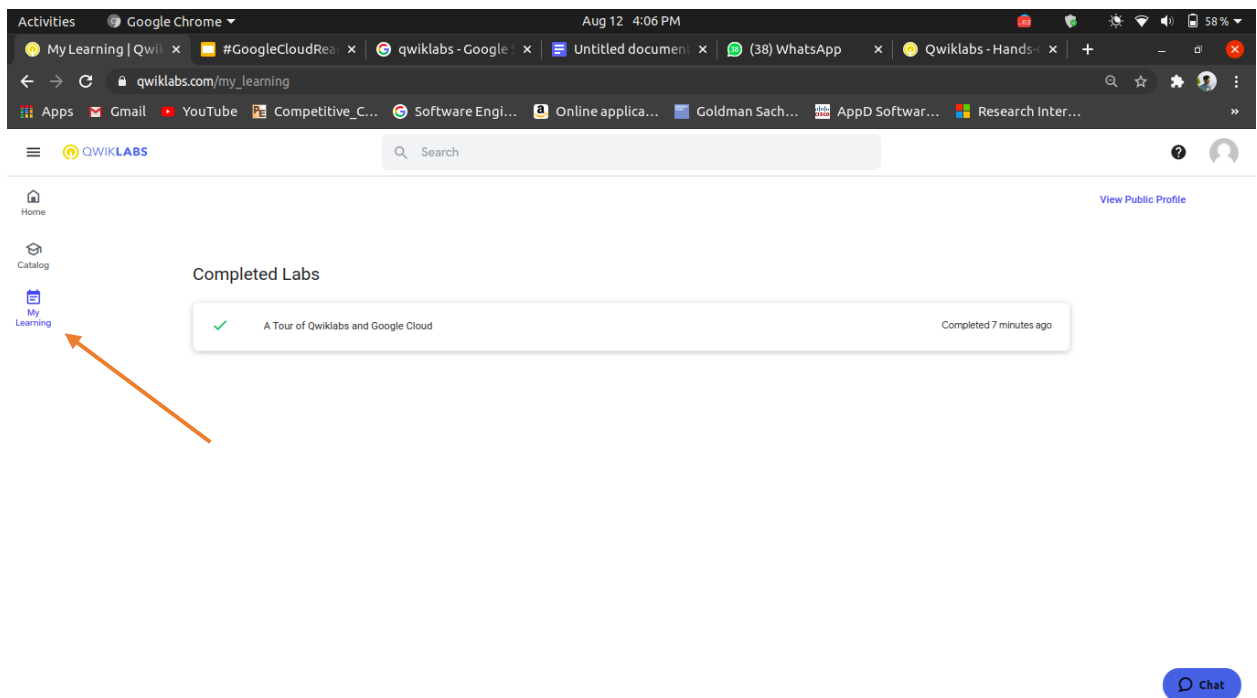 Activities Google Chrome Aug 12 4:06 PM 58 %
My Learning | Qwik #GoogleCloudRea qwiklabs - Google S Untitled document (38) WhatsApp Qwiklabs - Hands-
qwiklabs.com/my_learning
Apps Gmail YouTube Competitive_C... Software Engi... Online applica... Goldman Sach... AppD Softwar... Research Inter... »
QWIKLABS Search
Home
View Public Profile
Catalog
Completed Labs
My
Learning
A Tour of Qwiklabs and Google Cloud Completed 7 minutes ago
Chat